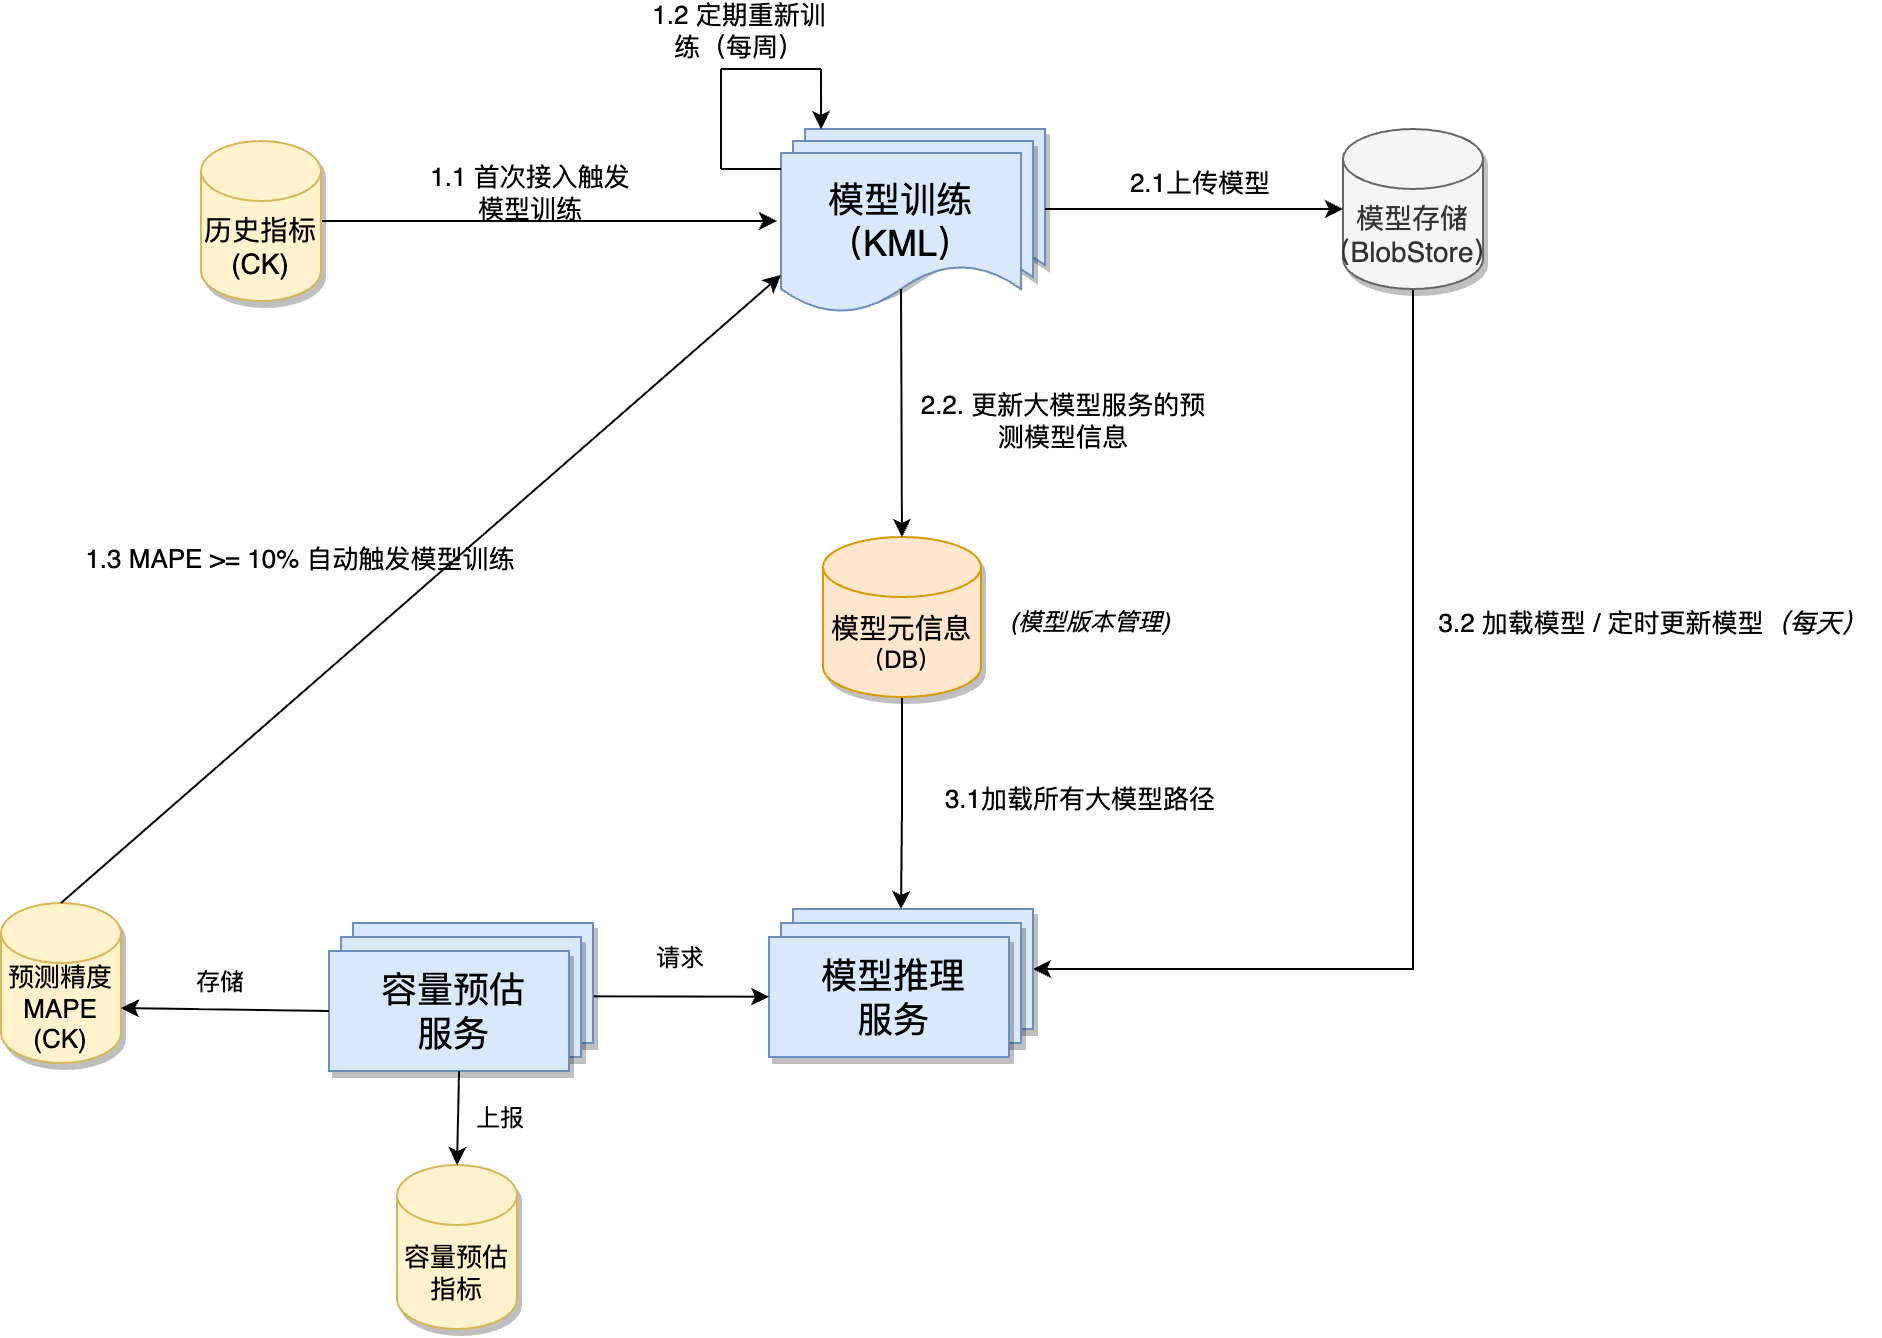 1.2 定期重新训
练（每周）
1.1 首次接入触发
模型训练
历史指标
(CK)
模型训练
（KML）
2.1上传模型
模型存储
（BlobStore）
2.2. 更新大模型服务的预
测模型信息
1.3 MAPE >= 10% 自动触发模型训练
模型元信息
（DB）
(模型版本管理)
3.2 加载模型 / 定时更新模型（每天）
3.1加载所有大模型路径
预测精度
MAPE
(CK)
存储
容量预估
服务
请求
模型推理
服务
上报
容量预估
指标